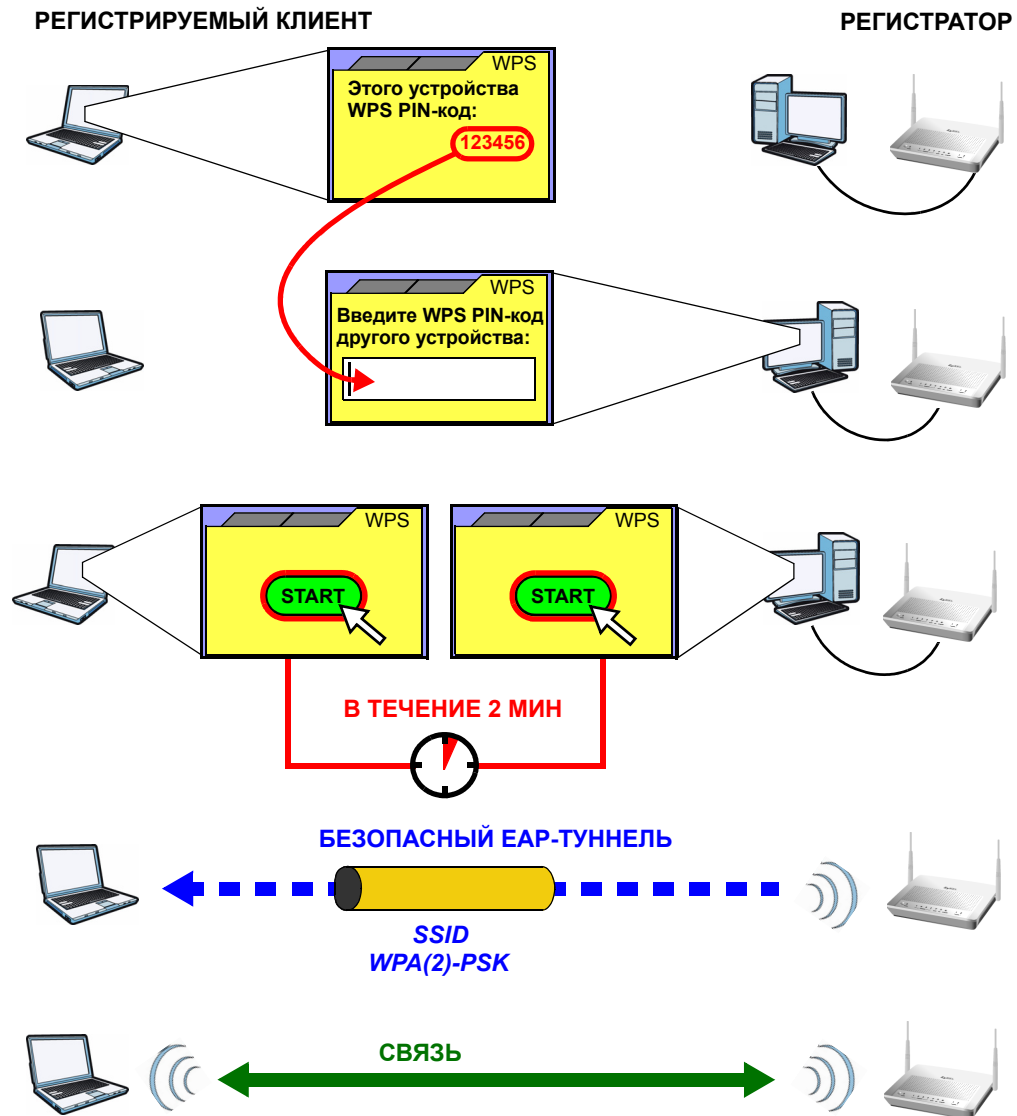 РЕГИСТРИРУЕМЫЙ КЛИЕНТ
РЕГИСТРАТОР
WPS
Этого устройства
WPS PIN-код:
123456
WPS
Введите WPS PIN-код
другого устройства:
WPS
START
WPS
START
В ТЕЧЕНИЕ 2 МИН
БЕЗОПАСНЫЙ EAP-ТУННЕЛЬ
SSID
WPA(2)-PSK
СВЯЗЬ